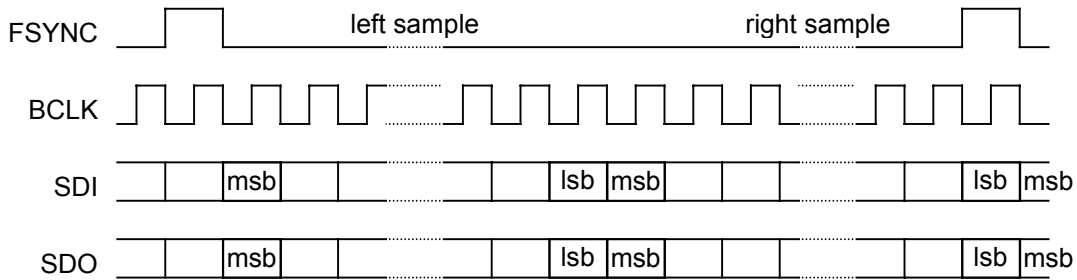 FSYNC left sample right sample
BCLK
SDI msb lsb msb lsb msb
SDO msb lsb msb lsb msb